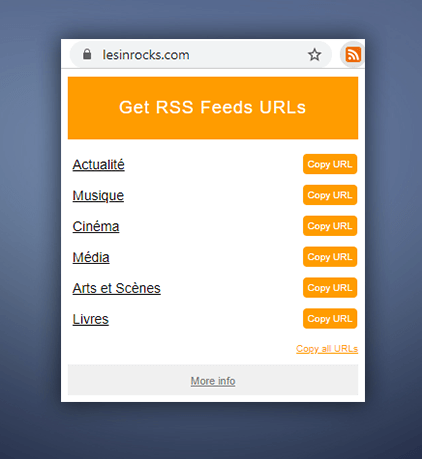 lesinrocks.com
Get RSS Feeds URLs
Actualité Copy URL
Musique Copy URL
Cinéma Copy URL
Média Copy URL
Arts et Scènes Copy URL
Livres Copy URL
Copy all URLs
More info